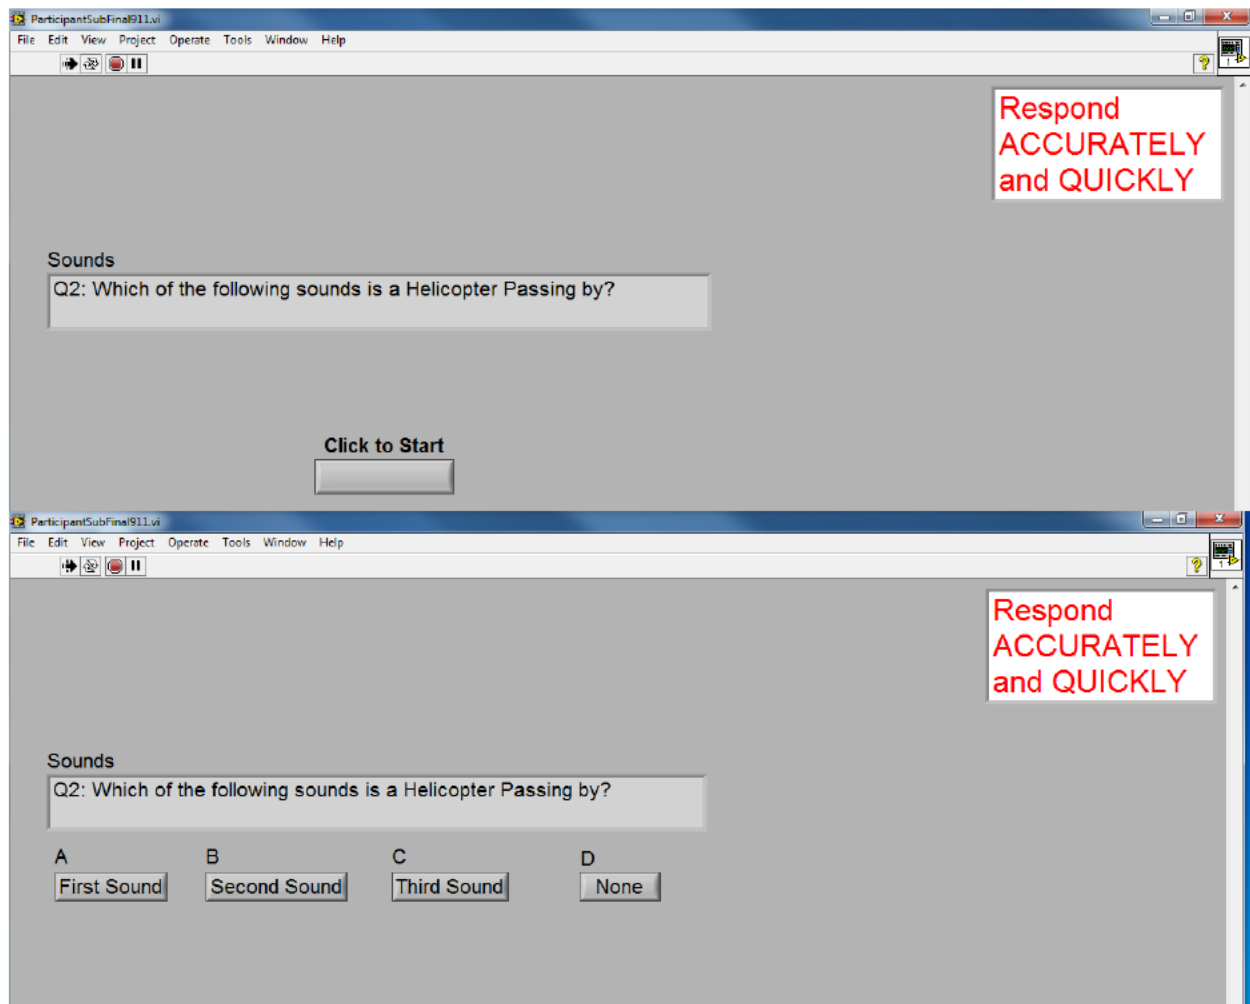 ParticipantSubFinal911.vi
File Edit View Project Operate Tools Window Help
Respond
ACCURATELY
and QUICKLY
Sounds
Q2: Which of the following sounds is a Helicopter Passing by?
Click to Start
ParticipantSubFinal911.vi
File Edit View Project Operate Tools Window Help
Respond
ACCURATELY
and QUICKLY
Sounds
Q2: Which of the following sounds is a Helicopter Passing by?
A B C D
First Sound Second Sound Third Sound None